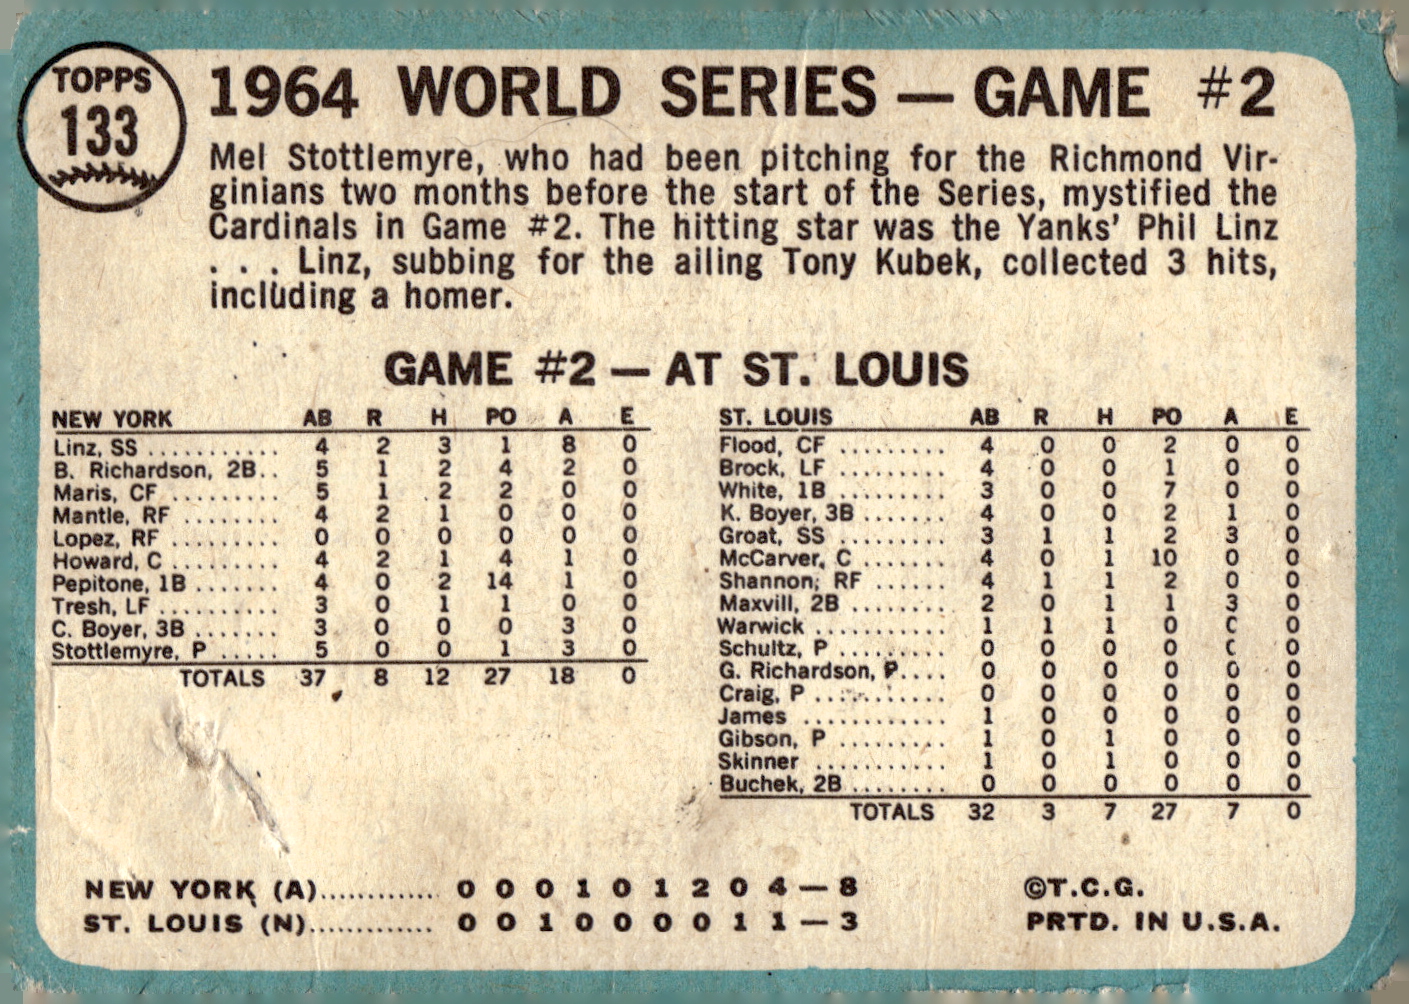 TOPPS
133
1964 WORLD SERIES — GAME #2
Mel Stottlemyre, who had been pitching for the Richmond Vir-
ginians two months before the start of the Series, mystified the
Cardinals in Game #2. The hitting star was the Yanks' Phil Linz
. . . Linz, subbing for the ailing Tony Kubek, collected 3 hits,
including a homer.
GAME #2 — AT ST. LOUIS
NEW YORK AB R H PO A E
Linz, SS ........... 4 2 3 1 8 0
B. Richardson, 2B.. 5 1 2 4 2 0
Maris, CF ......... 5 1 2 2 0 0
Mantle, RF ........ 4 2 1 0 0 0
Lopez, RF ......... 0 0 0 0 0 0
Howard, C ......... 4 2 1 4 1 0
Pepitone, 1B ....... 4 0 2 14 1 0
Tresh, LF .......... 3 0 1 1 0 0
C. Boyer, 3B ....... 3 0 0 0 3 0
Stottlemyre, P ..... 5 0 0 1 3 0
TOTALS 37 8 12 27 18 0
ST. LOUIS AB R H PO A E
Flood, CF ......... 4 0 0 2 0 0
Brock, LF ......... 4 0 0 1 0 0
White, 1B ......... 3 0 0 7 0 0
K. Boyer, 3B ....... 4 0 0 2 1 0
Groat, SS ......... 3 1 1 2 3 0
McCarver, C ........ 4 0 1 10 0 0
Shannon, RF ...... 4 1 1 2 0 0
Maxvill, 2B ........ 2 0 1 1 3 0
Warwick ........... 1 1 1 0 0 0
Schultz, P ......... 0 0 0 0 0 0
G. Richardson, P.... 0 0 0 0 0 0
Craig, P ........... 0 0 0 0 0 0
James ............ 1 0 0 0 0 0
Gibson, P ......... 1 0 1 0 0 0
Skinner ........... 1 0 1 0 0 0
Buchek, 2B ........ 0 0 0 0 0 0
TOTALS 32 3 7 27 7 0
NEW YORK (A)............ 0 0 0 1 0 1 2 0 4 — 8
ST. LOUIS (N)............. 0 0 1 0 0 0 0 1 1 — 3
©T.C.G.
PRTD. IN U.S.A.